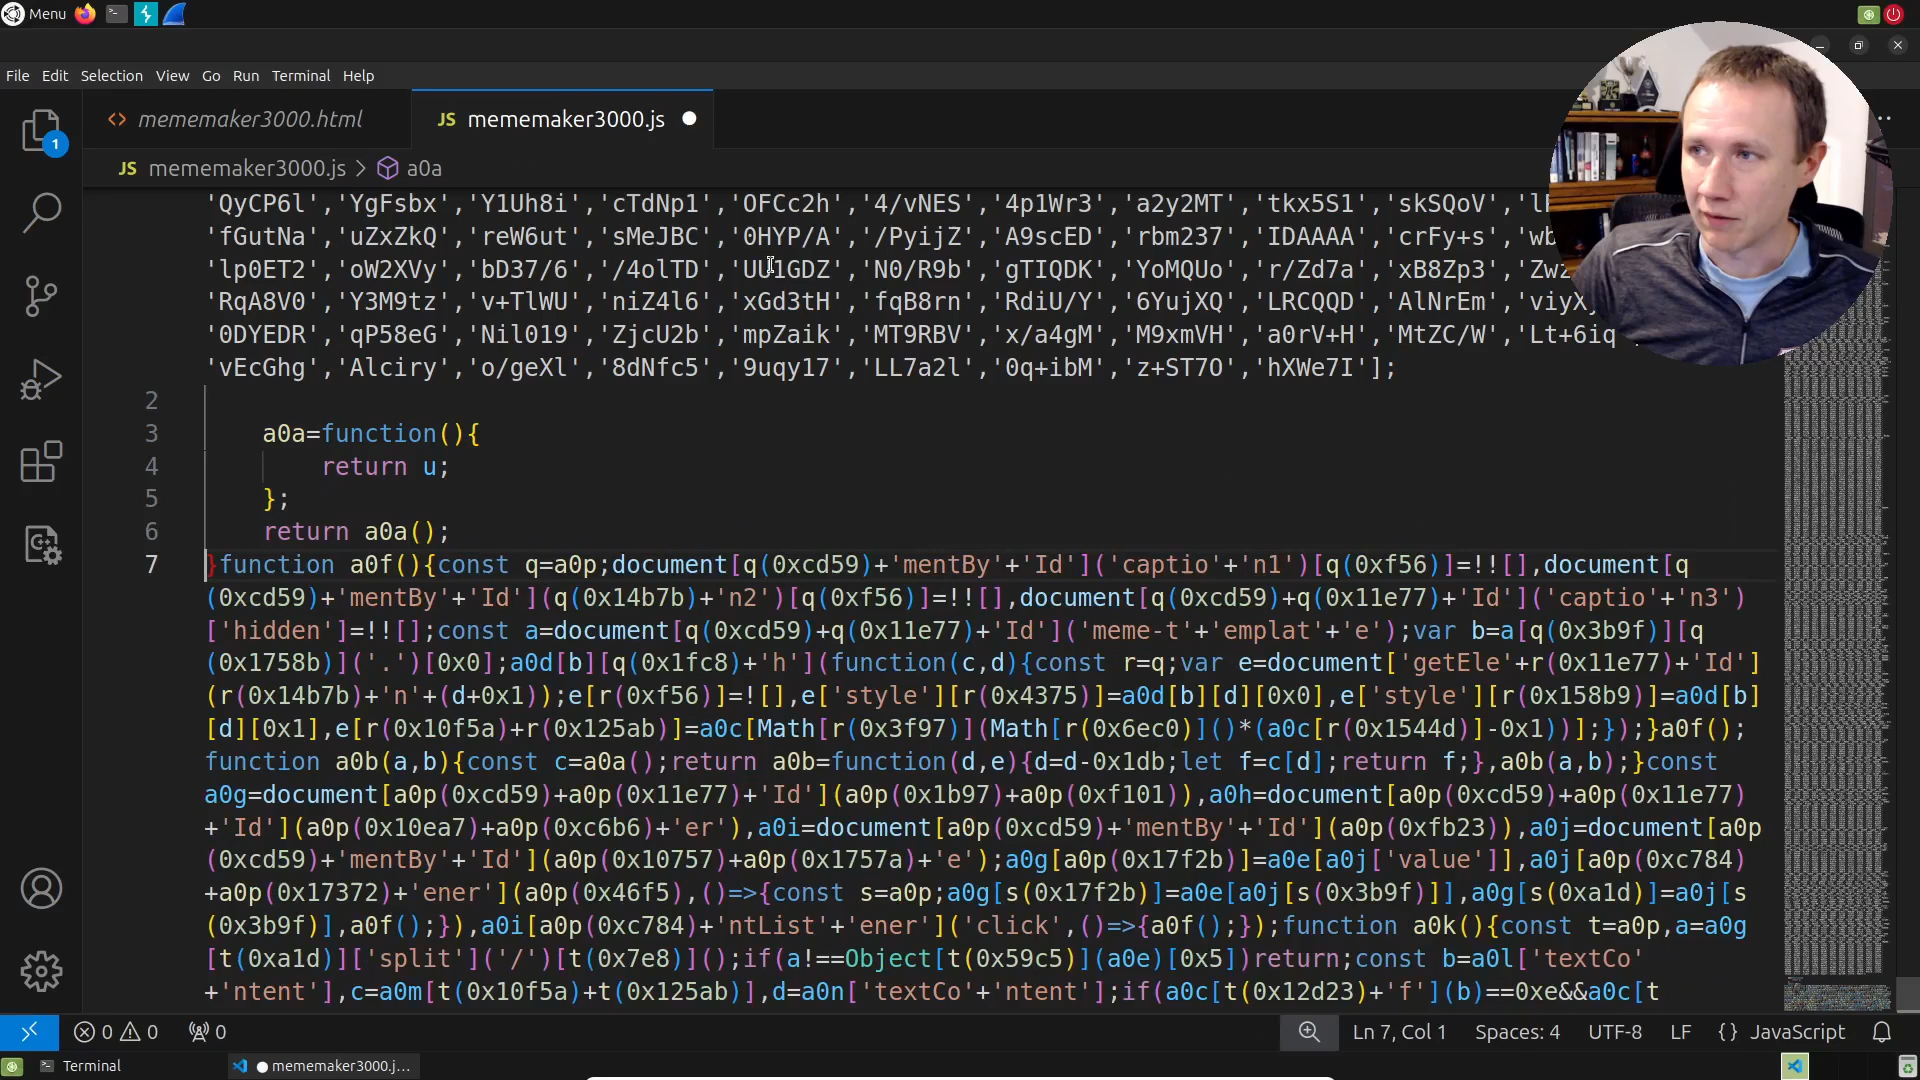 Menu
File Edit Selection View Go Run Terminal Help
<> mememaker3000.html JS mememaker3000.js
1
JS mememaker3000.js > a0a
'QyCP6l','YgFsbx','Y1Uh8i','cTdNp1','OFCc2h','4/vNES','4p1Wr3','a2y2MT','tkx5S1','skSQoV',
'fGutNa','uZxZkQ','reW6ut','sMeJBC','0HYP/A','/PyijZ','A9scED','rbm237','IDAAAA','crFy+s',
'lp0ET2','oW2XVy','bD37/6','/4olTD','UU1GDZ','N0/R9b','gTIQDK','YoMQUo','r/Zd7a','xB8Zp3',
'RqA8V0','Y3M9tz','v+TlWU','niZ4l6','xGd3tH','fqB8rn','RdiU/Y','6YujXQ','LRCQQD','AlNrEm',
'0DYEDR','qP58eG','Nil019','ZjcU2b','mpZaik','MT9RBV','x/a4gM','M9xmVH','a0rV+H','MtZC/W','Lt+6iq
'vEcGhg','Alciry','o/geXl','8dNfc5','9uqy17','LL7a2l','0q+ibM','z+ST7O','hXWe7I'];
2
3 a0a=function(){
4 return u;
5 };
6 return a0a();
7 }function a0f(){const q=a0p;document[q(0xcd59)+'mentBy'+'Id']('captio'+'n1')[q(0xf56)]=!![],document[q
(0xcd59)+'mentBy'+'Id'](q(0x14b7b)+'n2')[q(0xf56)]=!![],document[q(0xcd59)+q(0x11e77)+'Id']('captio'+'n3')
['hidden']=!![];const a=document[q(0xcd59)+q(0x11e77)+'Id']('meme-t'+'emplat'+'e');var b=a[q(0x3b9f)][q
(0x1758b)]('.')[0x0];a0d[b][q(0x1fc8)+'h'](function(c,d){const r=q;var e=document['getEle'+r(0x11e77)+'Id']
(r(0x14b7b)+'n'+(d+0x1));e[r(0xf56)]=![],e['style'][r(0x4375)]=a0d[b][d][0x0],e['style'][r(0x158b9)]=a0d[b]
[d][0x1],e[r(0x10f5a)+r(0x125ab)]=a0c[Math[r(0x3f97)](Math[r(0x6ec0)]()*(a0c[r(0x1544d)]-0x1))];});}a0f();
function a0b(a,b){const c=a0a();return a0b=function(d,e){d=d-0x1db;let f=c[d];return f;},a0b(a,b);}const
a0g=document[a0p(0xcd59)+a0p(0x11e77)+'Id'](a0p(0x1b97)+a0p(0xf101)),a0h=document[a0p(0xcd59)+a0p(0x11e77)
+'Id'](a0p(0x10ea7)+a0p(0xc6b6)+'er'),a0i=document[a0p(0xcd59)+'mentBy'+'Id'](a0p(0xfb23)),a0j=document[a0p
(0xcd59)+'mentBy'+'Id'](a0p(0x10757)+a0p(0x1757a)+'e');a0g[a0p(0x17f2b)]=a0e[a0j['value']],a0j[a0p(0xc784)
+a0p(0x17372)+'ener'](a0p(0x46f5),()=>{const s=a0p;a0g[s(0x17f2b)]=a0e[a0j[s(0x3b9f)]],a0g[s(0xa1d)]=a0j[s
(0x3b9f)],a0f();}),a0i[a0p(0xc784)+'ntList'+'ener']('click',()=>{a0f();});function a0k(){const t=a0p,a=a0g
[t(0xa1d)]['split']('/')[t(0x7e8)]();if(a!==Object[t(0x59c5)](a0e)[0x5])return;const b=a0l['textCo'
+'ntent'],c=a0m[t(0x10f5a)+t(0x125ab)],d=a0n['textCo'+'ntent'];if(a0c[t(0x12d23)+'f'](b)==0xe&&a0c[t
0 0 0 Ln 7, Col 1 Spaces: 4 UTF-8 LF {} JavaScript
Terminal mememaker3000.j...